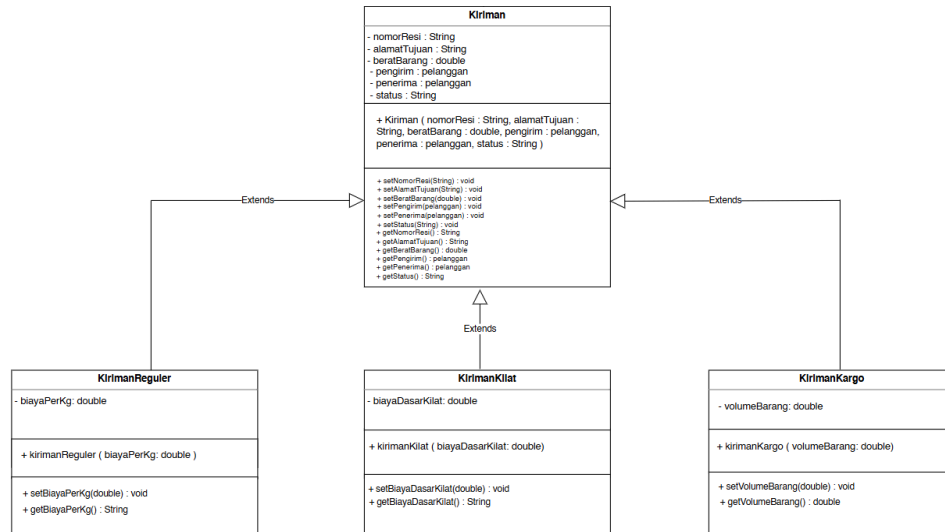 Kiriman
- nomorResi : String
- alamatTujuan : String
- beratBarang : double
- pengirim : pelanggan
- penerima : pelanggan
- status : String
+ Kiriman ( nomorResi : String, alamatTujuan :
String, beratBarang : double, pengirim : pelanggan,
penerima : pelanggan, status : String )
+ setNomorResi(String) : void
+ setAlamatTujuan(String) : void
+ setBeratBarang(double) : void
+ setPengirim(pelanggan) : void
+ setPenerima(pelanggan) : void
+ setStatus(String) : void
+ getNomorResi() : String
+ getAlamatTujuan() : String
+ getBeratBarang() : double
+ getPengirim() : pelanggan
+ getPenerima() : pelanggan
+ getStatus() : String
Extends
Extends
Extends
KirimanReguler
- biayaPerKg: double
+ kirimanReguler ( biayaPerKg: double )
+ setBiayaPerKg(double) : void
+ getBiayaPerKg() : String
KirimanKilat
- biayaDasarKilat: double
+ kirimanKilat ( biayaDasarKilat: double)
+ setBiayaDasarKilat(double) : void
+ getBiayaDasarKilat() : String
KirimanKargo
- volumeBarang: double
+ kirimanKargo ( volumeBarang: double)
+ setVolumeBarang(double) : void
+ getVolumeBarang() : double